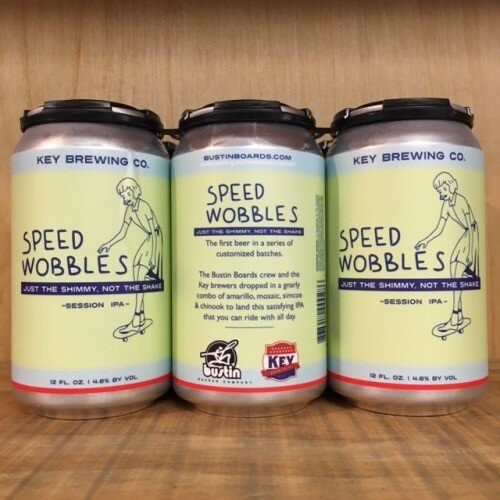 KEY BREWING CO.
SPEED
WOBBLES
JUST THE SHIMMY, NOT THE SHAKE
-SESSION IPA-
12 FL. OZ. | 4.6% BY VOL
BUSTINBOARDS.COM
SPEED
WOBBLES
JUST THE SHIMMY, NOT THE SHAKE
The first beer in a series of
customized batches.
The Bustin Boards crew and the
Key brewers dropped in a gnarly
combo of amarillo, mosaic, simcoe
& chinook to land this satisfying IPA
that you can ride with all day.
bustin
BOARDS COMPANY
KEY
KEY BREWING CO.
SPEED
WOBBLES
JUST THE SHIMMY, NOT THE SHAKE
-SESSION IPA-
12 FL. OZ. | 4.6% BY VOL